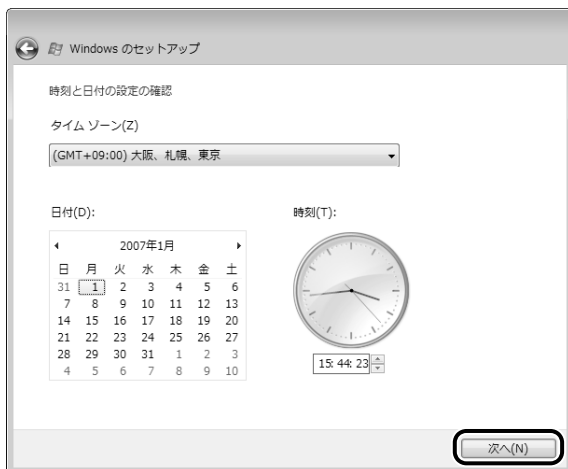 Windows のセットアップ
時刻と日付の設定の確認
タイム ゾーン(Z)
(GMT+09:00) 大阪、札幌、東京
日付(D):
2007年1月
日 月 火 水 木 金 土
31 1 2 3 4 5 6
7 8 9 10 11 12 13
14 15 16 17 18 19 20
21 22 23 24 25 26 27
28 29 30 31 1 2 3
4 5 6 7 8 9 10
時刻(T):
15: 44: 23
次へ(N)